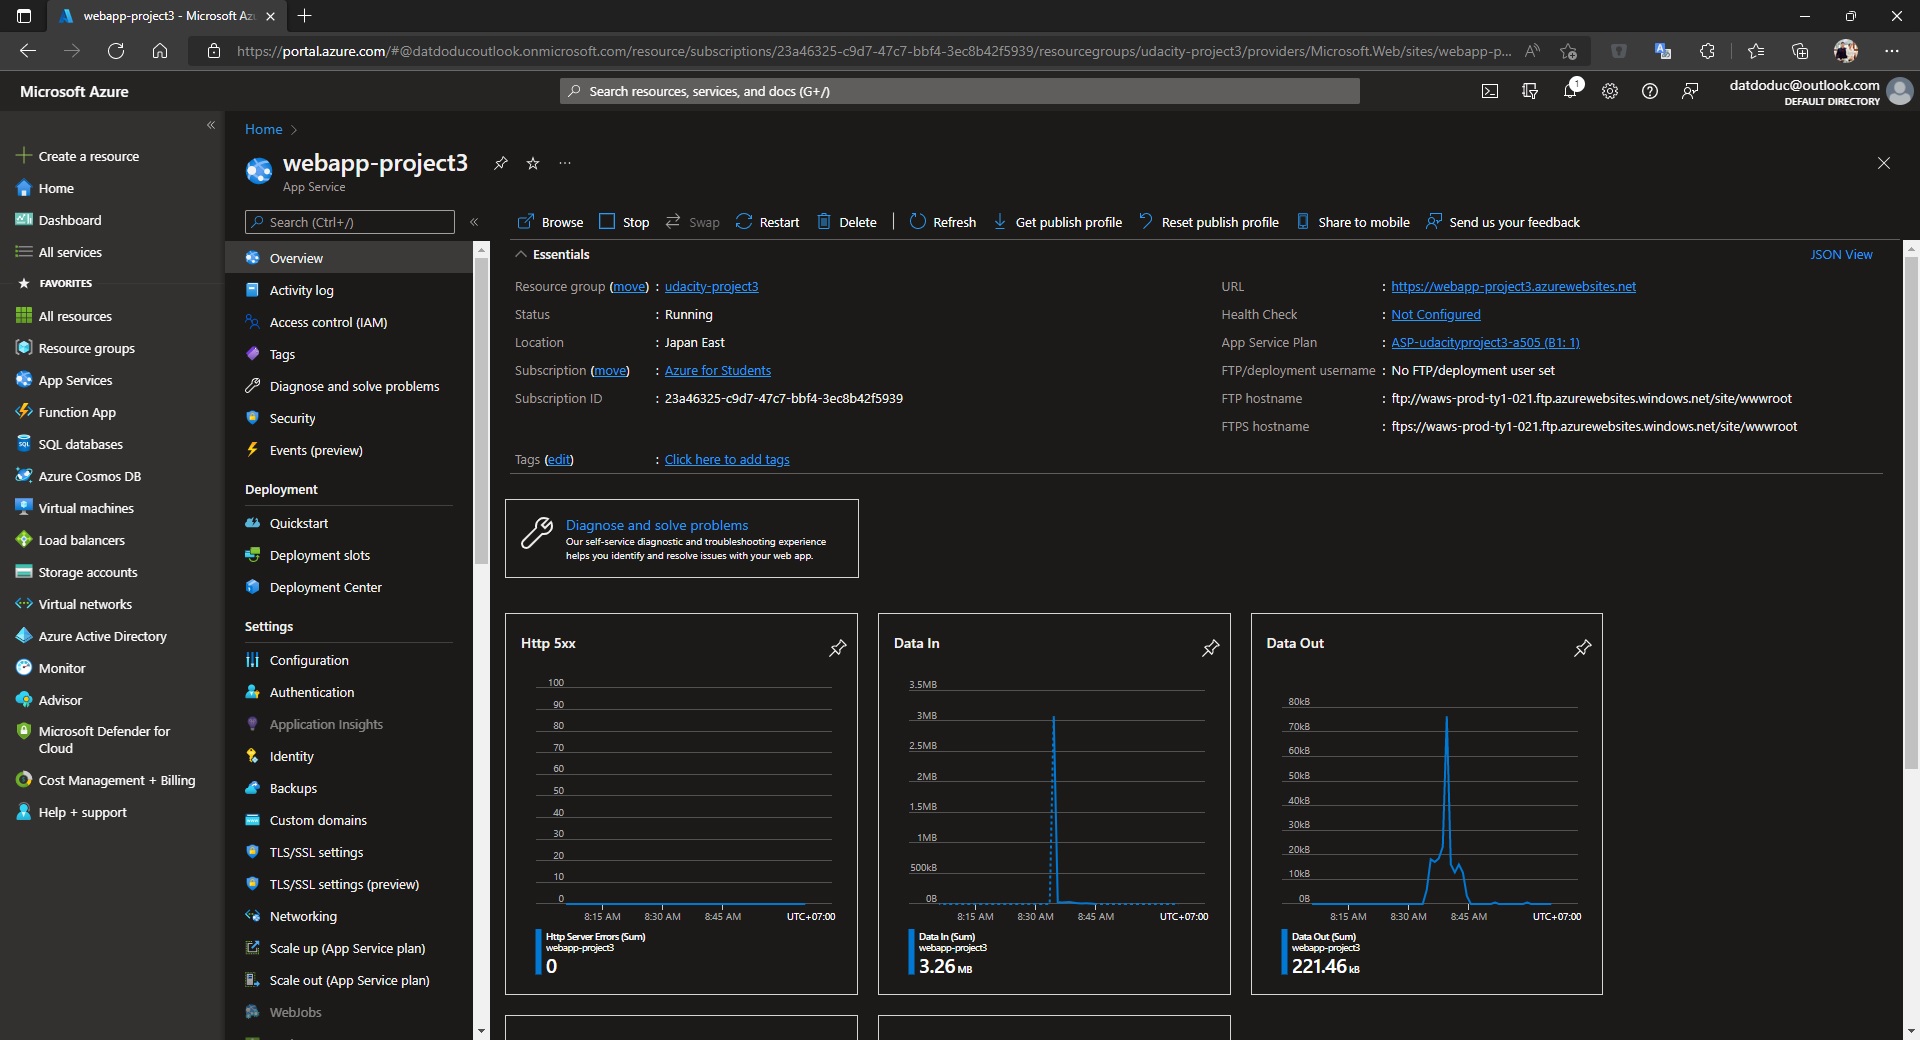 webapp-project3 - Microsoft Az
https://portal.azure.com/#@datdoducoutlook.onmicrosoft.com/resource/subscriptions/23a46325-c9d7-47c7-bbf4-3ec8b42f5939/resourcegroups/udacity-project3/providers/Microsoft.Web/sites/webapp-p...
Microsoft Azure
Search resources, services, and docs (G+/)
1
datdoduc@outlook.com
DEFAULT DIRECTORY
Create a resource
Home
Dashboard
All services
FAVORITES
All resources
Resource groups
App Services
Function App
SQL databases
Azure Cosmos DB
Virtual machines
Load balancers
Storage accounts
Virtual networks
Azure Active Directory
Monitor
Advisor
Microsoft Defender for
Cloud
Cost Management + Billing
Help + support
Home >
webapp-project3
App Service
Search (Ctrl+/)
Overview
Activity log
Access control (IAM)
Tags
Diagnose and solve problems
Security
Events (preview)
Deployment
Quickstart
Deployment slots
Deployment Center
Settings
Configuration
Authentication
Application Insights
Identity
Backups
Custom domains
TLS/SSL settings
TLS/SSL settings (preview)
Networking
Scale up (App Service plan)
Scale out (App Service plan)
WebJobs
Browse Stop Swap Restart Delete Refresh Get publish profile Reset publish profile Share to mobile Send us your feedback
Essentials
JSON View
Resource group (move) : udacity-project3
Status : Running
Location : Japan East
Subscription (move) : Azure for Students
Subscription ID : 23a46325-c9d7-47c7-bbf4-3ec8b42f5939
URL : https://webapp-project3.azurewebsites.net
Health Check : Not Configured
App Service Plan : ASP-udacityproject3-a505 (B1: 1)
FTP/deployment username : No FTP/deployment user set
FTP hostname : ftp://waws-prod-ty1-021.ftp.azurewebsites.windows.net/site/wwwroot
FTPS hostname : ftps://waws-prod-ty1-021.ftp.azurewebsites.windows.net/site/wwwroot
Tags (edit) : Click here to add tags
Diagnose and solve problems
Our self-service diagnostic and troubleshooting experience
helps you identify and resolve issues with your web app.
Http 5xx
100
90
80
70
60
50
40
30
20
10
0
8:15 AM 8:30 AM 8:45 AM UTC+07:00
Http Server Errors (Sum)
webapp-project3
0
Data In
3.5MB
3MB
2.5MB
2MB
1.5MB
1MB
500kB
0B
8:15 AM 8:30 AM 8:45 AM UTC+07:00
Data In (Sum)
webapp-project3
3.26 MB
Data Out
80kB
70kB
60kB
50kB
40kB
30kB
20kB
10kB
0B
8:15 AM 8:30 AM 8:45 AM UTC+07:00
Data Out (Sum)
webapp-project3
221.46 kB